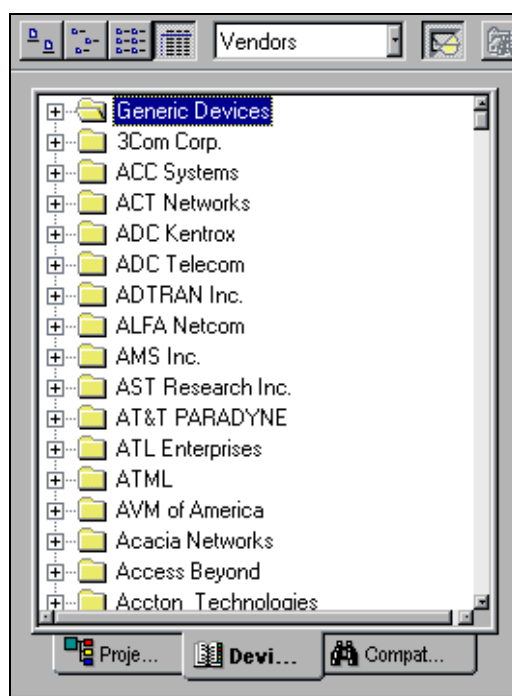 Vendors
Generic Devices
3Com Corp.
ACC Systems
ACT Networks
ADC Kentrox
ADC Telecom
ADTRAN Inc.
ALFA Netcom
AMS Inc.
AST Research Inc.
AT&T PARADYNE
ATL Enterprises
ATML
AVM of America
Acacia Networks
Access Beyond
Accton Technologies
Proje... Devi... Compat...